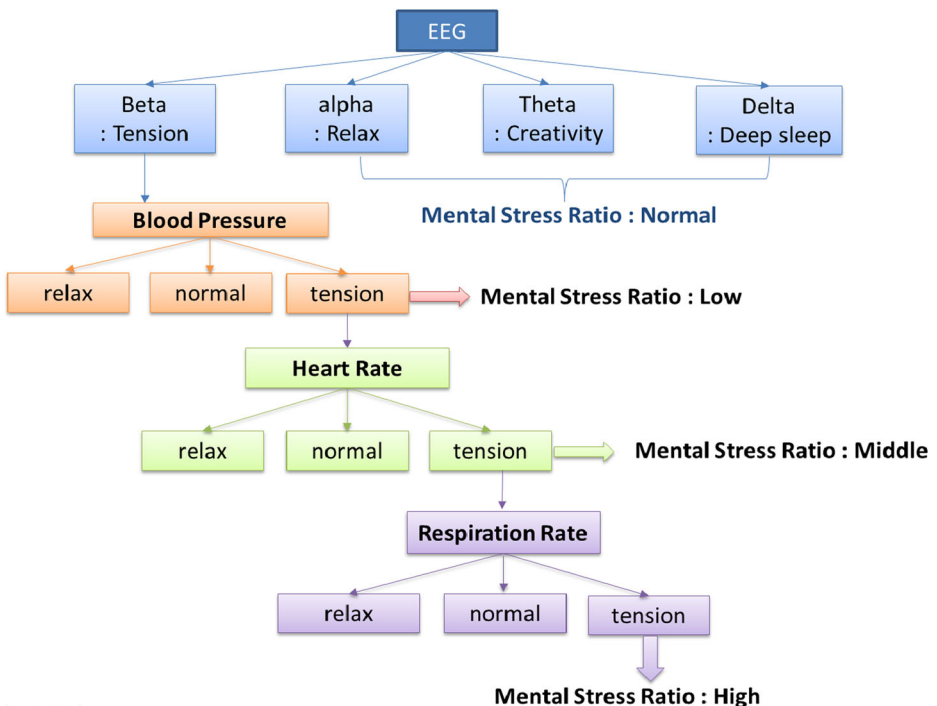 EEG
Beta
: Tension
alpha
: Relax
Theta
: Creativity
Delta
: Deep sleep
Mental Stress Ratio : Normal
Blood Pressure
relax
normal
tension
Mental Stress Ratio : Low
Heart Rate
relax
normal
tension
Mental Stress Ratio : Middle
Respiration Rate
relax
normal
tension
Mental Stress Ratio : High